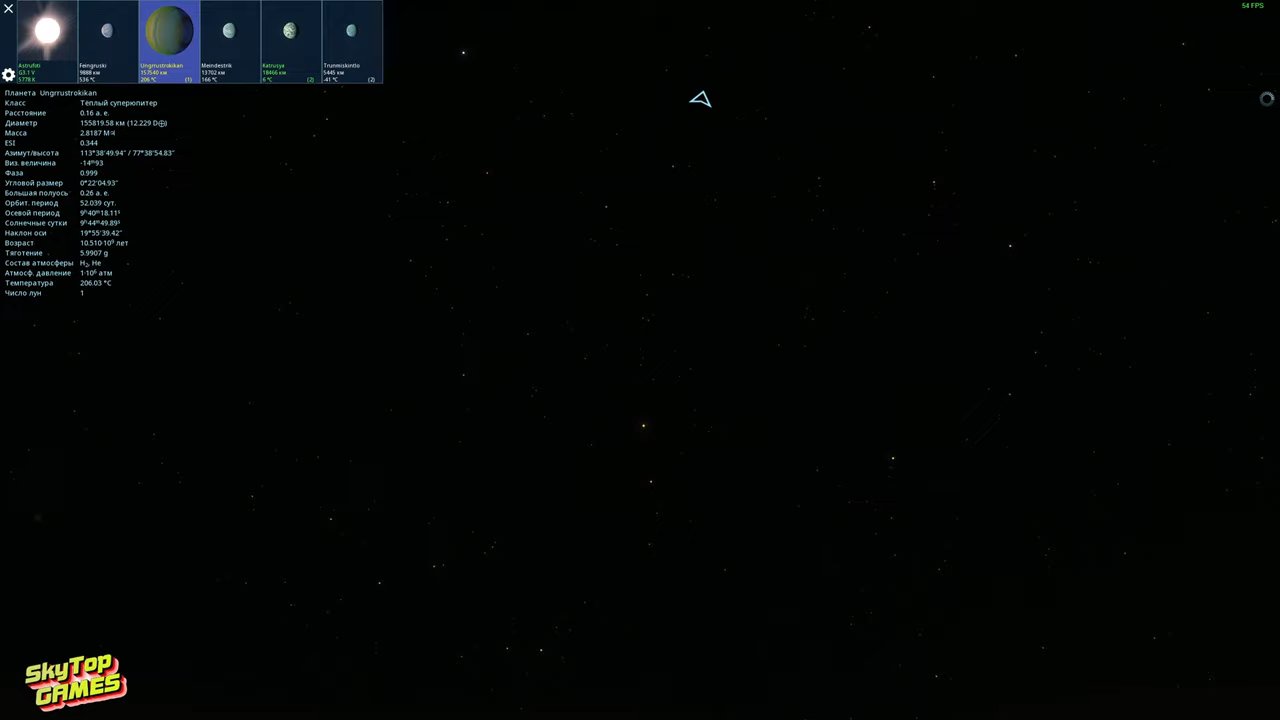 54 FPS
Astrufiti
G3.1 V
5778 K
Feingruski
9888 км
536 °C
Ungrrustrokikan
157540 км
206 °C (1)
Meindestrik
13702 км
166 °C
Katrusya
18466 км
6 °C (2)
Trunmiskintlo
5445 км
-41 °C (2)
Планета Ungrrustrokikan
Класс Тёплый суперюпитер
Расстояние 0.16 а. е.
Диаметр 155819.58 км (12.229 D⊕)
Масса 2.8187 M♃
ESI 0.344
Азимут/высота 113°38'49.94" / 77°38'54.83"
Виз. величина -14ᵐ93
Фаза 0.999
Угловой размер 0°22'04.93"
Большая полуось 0.26 а. е.
Орбит. период 52.039 сут.
Осевой период 9ʰ40ᵐ18.11ˢ
Солнечные сутки 9ʰ44ᵐ49.89ˢ
Наклон оси 19°55'39.42"
Возраст 10.510·10⁹ лет
Тяготение 5.9907 g
Состав атмосферы H₂, He
Атмосф. давление 1·10⁶ атм
Температура 206.03 °C
Число лун 1
SkyTop
GAMES